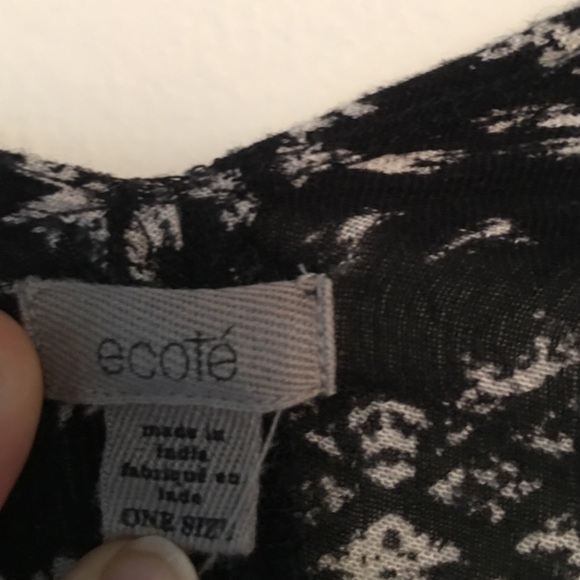 ecoté
made in
india
fabriqué en
inde
ONE SIZE